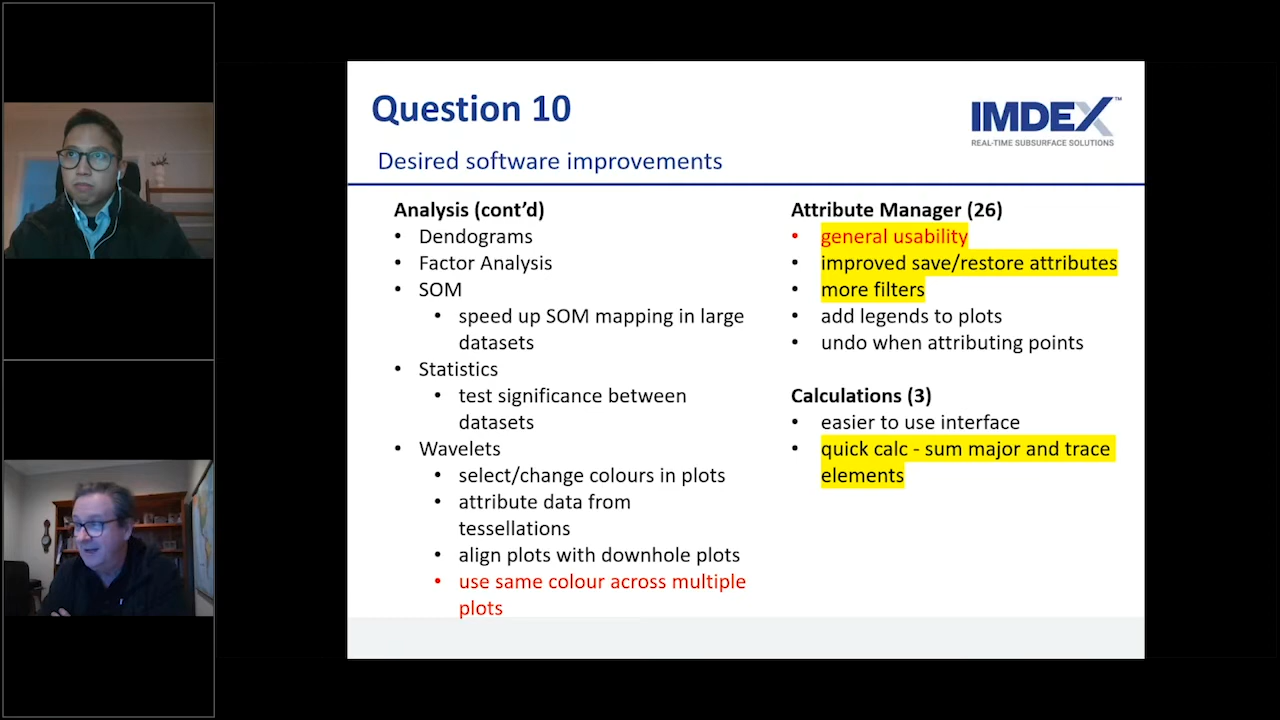 Question 10
IMDEX™
REAL-TIME SUBSURFACE SOLUTIONS
Desired software improvements
Analysis (cont'd)
• Dendograms
• Factor Analysis
• SOM
• speed up SOM mapping in large
datasets
• Statistics
• test significance between
datasets
• Wavelets
• select/change colours in plots
• attribute data from
tessellations
• align plots with downhole plots
• use same colour across multiple
plots
Attribute Manager (26)
• general usability
• improved save/restore attributes
• more filters
• add legends to plots
• undo when attributing points
Calculations (3)
• easier to use interface
• quick calc - sum major and trace
elements